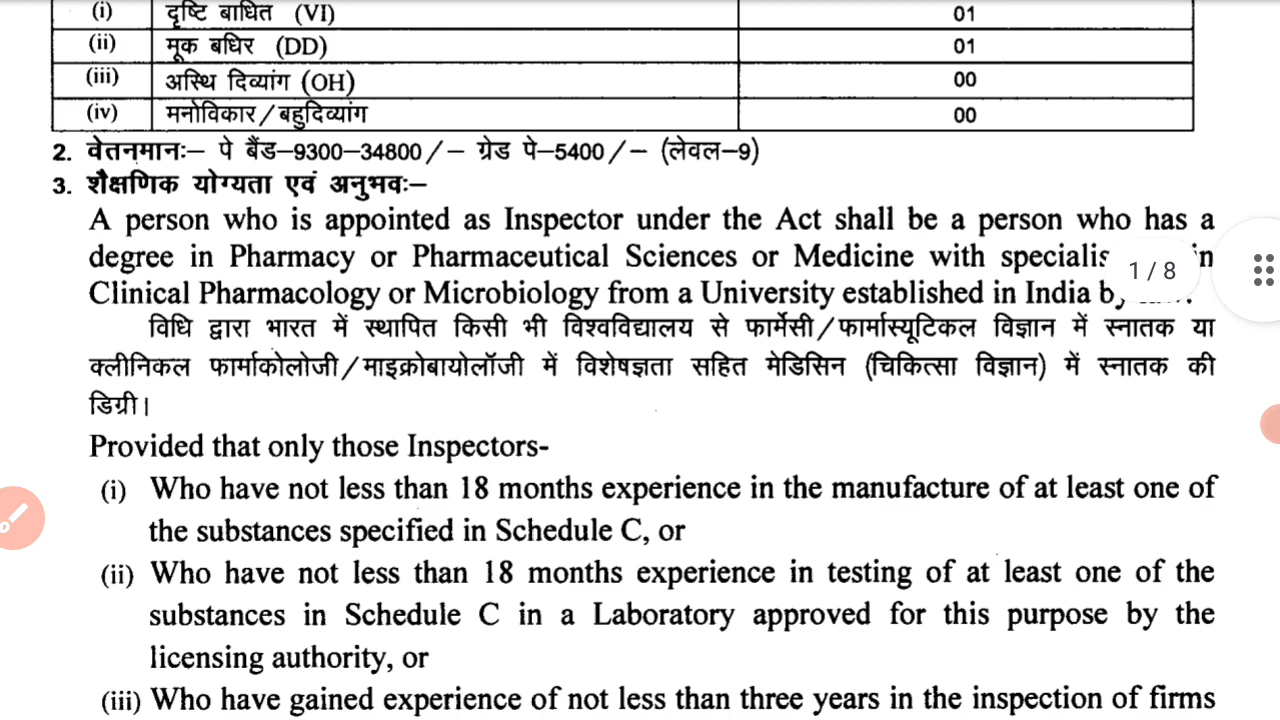 (i) दृष्टि बाधित (VI) 01
(ii) मूक बधिर (DD) 01
(iii) अस्थि दिव्यांग (OH) 00
(iv) मनोविकार/बहुदिव्यांग 00
2. वेतनमानः– पे बैंड–9300–34800/– ग्रेड पे–5400/– (लेवल–9)
3. शैक्षणिक योग्यता एवं अनुभवः–
A person who is appointed as Inspector under the Act shall be a person who has a
degree in Pharmacy or Pharmaceutical Sciences or Medicine with in
1 / 8
Clinical Pharmacology or Microbiology from a University established in India
विधि द्वारा भारत में स्थापित किसी भी विश्वविद्यालय से फार्मेसी/फार्मास्यूटिकल विज्ञान में स्नातक या
क्लीनिकल फार्माकोलोजी/माइक्रोबायोलॉजी में विशेषज्ञता सहित मेडिसिन (चिकित्सा विज्ञान) में स्नातक की
डिग्री।
Provided that only those Inspectors-
(i) Who have not less than 18 months experience in the manufacture of at least one of
the substances specified in Schedule C, or
(ii) Who have not less than 18 months experience in testing of at least one of the
substances in Schedule C in a Laboratory approved for this purpose by the
licensing authority, or
(iii) Who have gained experience of not less than three years in the inspection of firms